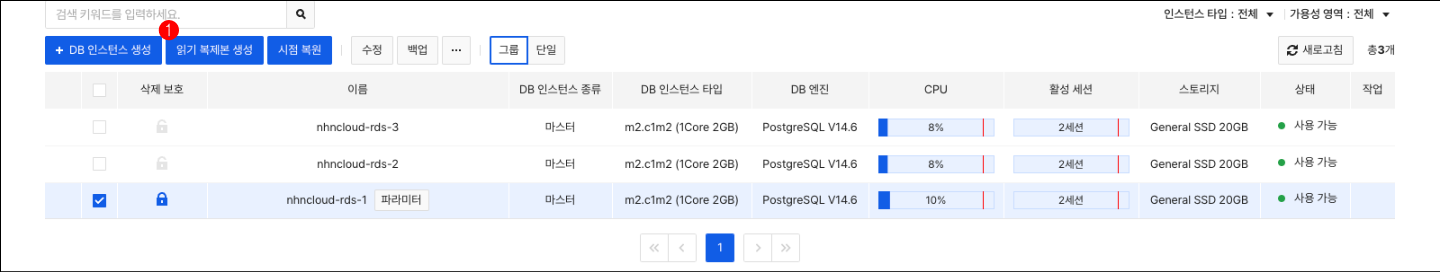 검색 키워드를 입력하세요. 인스턴스 타입 : 전체 가용성 영역 : 전체
1
+ DB 인스턴스 생성 읽기 복제본 생성 시점 복원 수정 백업 ... 그룹 단일 새로고침 총3개
삭제 보호 이름 DB 인스턴스 종류 DB 인스턴스 타입 DB 엔진 CPU 활성 세션 스토리지 상태 작업
nhncloud-rds-3 마스터 m2.c1m2 (1Core 2GB) PostgreSQL V14.6 8% 2세션 General SSD 20GB 사용 가능
nhncloud-rds-2 마스터 m2.c1m2 (1Core 2GB) PostgreSQL V14.6 8% 2세션 General SSD 20GB 사용 가능
nhncloud-rds-1 파라미터 마스터 m2.c1m2 (1Core 2GB) PostgreSQL V14.6 10% 2세션 General SSD 20GB 사용 가능
1